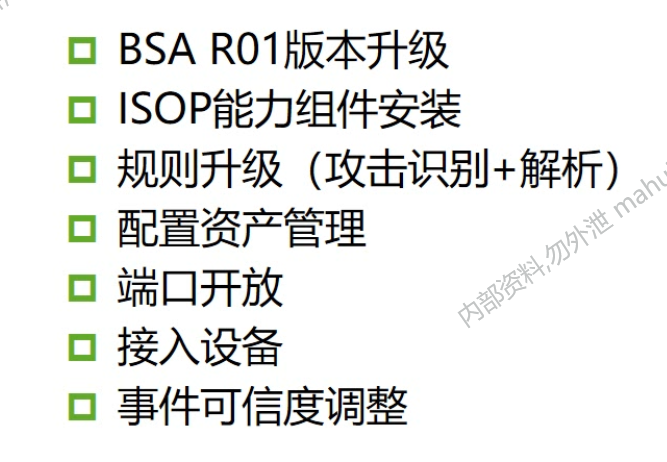 BSA R01版本升级
ISOP能力组件安装
规则升级（攻击识别+解析）
配置资产管理
端口开放
接入设备
事件可信度调整
内部资料,勿外泄